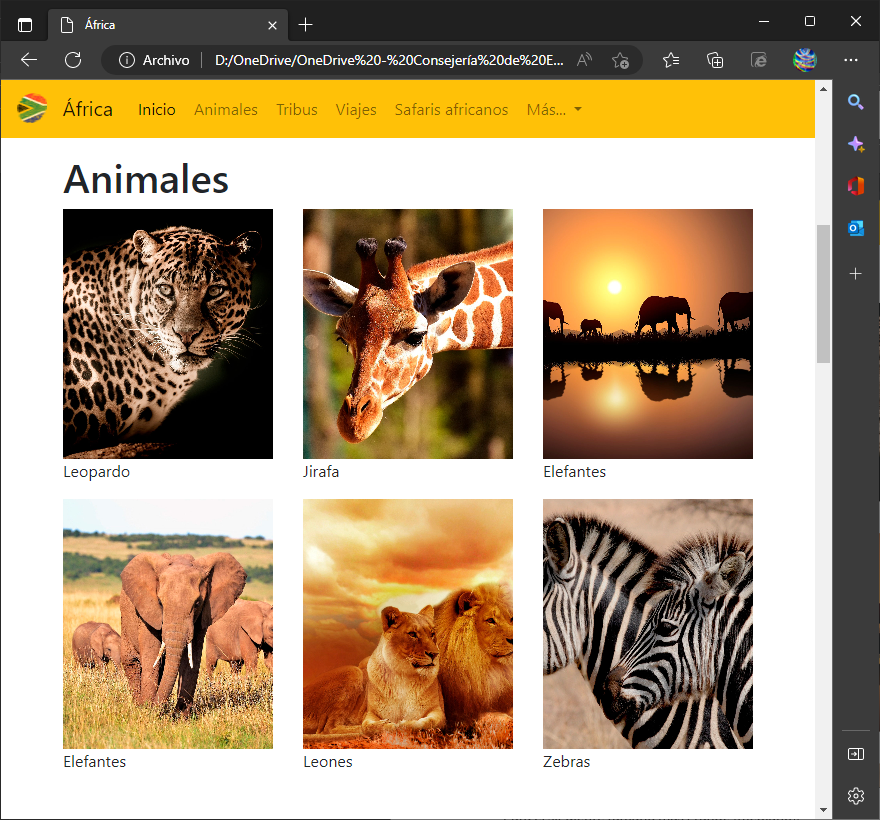 África
Archivo D:/OneDrive/OneDrive%20-%20Consejería%20de%20E...
África Inicio Animales Tribus Viajes Safaris africanos Más...
Animales
Leopardo Jirafa Elefantes
Elefantes Leones Zebras